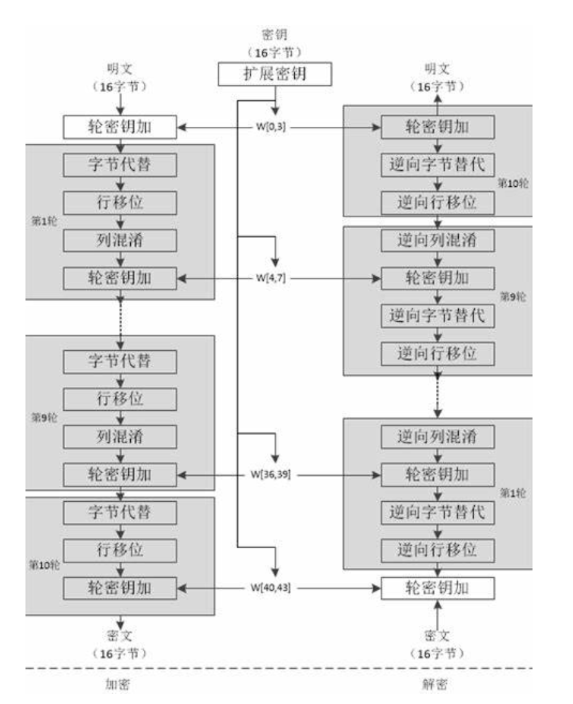 密钥
（16字节）
扩展密钥
明文
（16字节）
轮密钥加
第1轮
字节代替
行移位
列混淆
轮密钥加
第9轮
字节代替
行移位
列混淆
轮密钥加
第10轮
字节代替
行移位
轮密钥加
密文
（16字节）
加密
W[0,3]
W[4,7]
W[36,39]
W[40,43]
明文
（16字节）
轮密钥加
逆向字节替代
逆向行移位
第10轮
逆向列混淆
轮密钥加
逆向字节替代
逆向行移位
第9轮
逆向列混淆
轮密钥加
逆向字节替代
逆向行移位
第1轮
轮密钥加
密文
（16字节）
解密